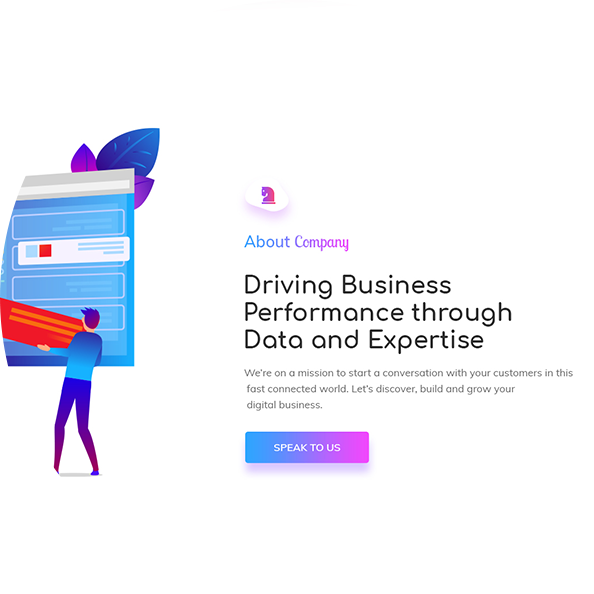 About Company
Driving Business
Performance through
Data and Expertise
We're on a mission to start a conversation with your customers in this
fast connected world. Let's discover, build and grow your
digital business.
SPEAK TO US